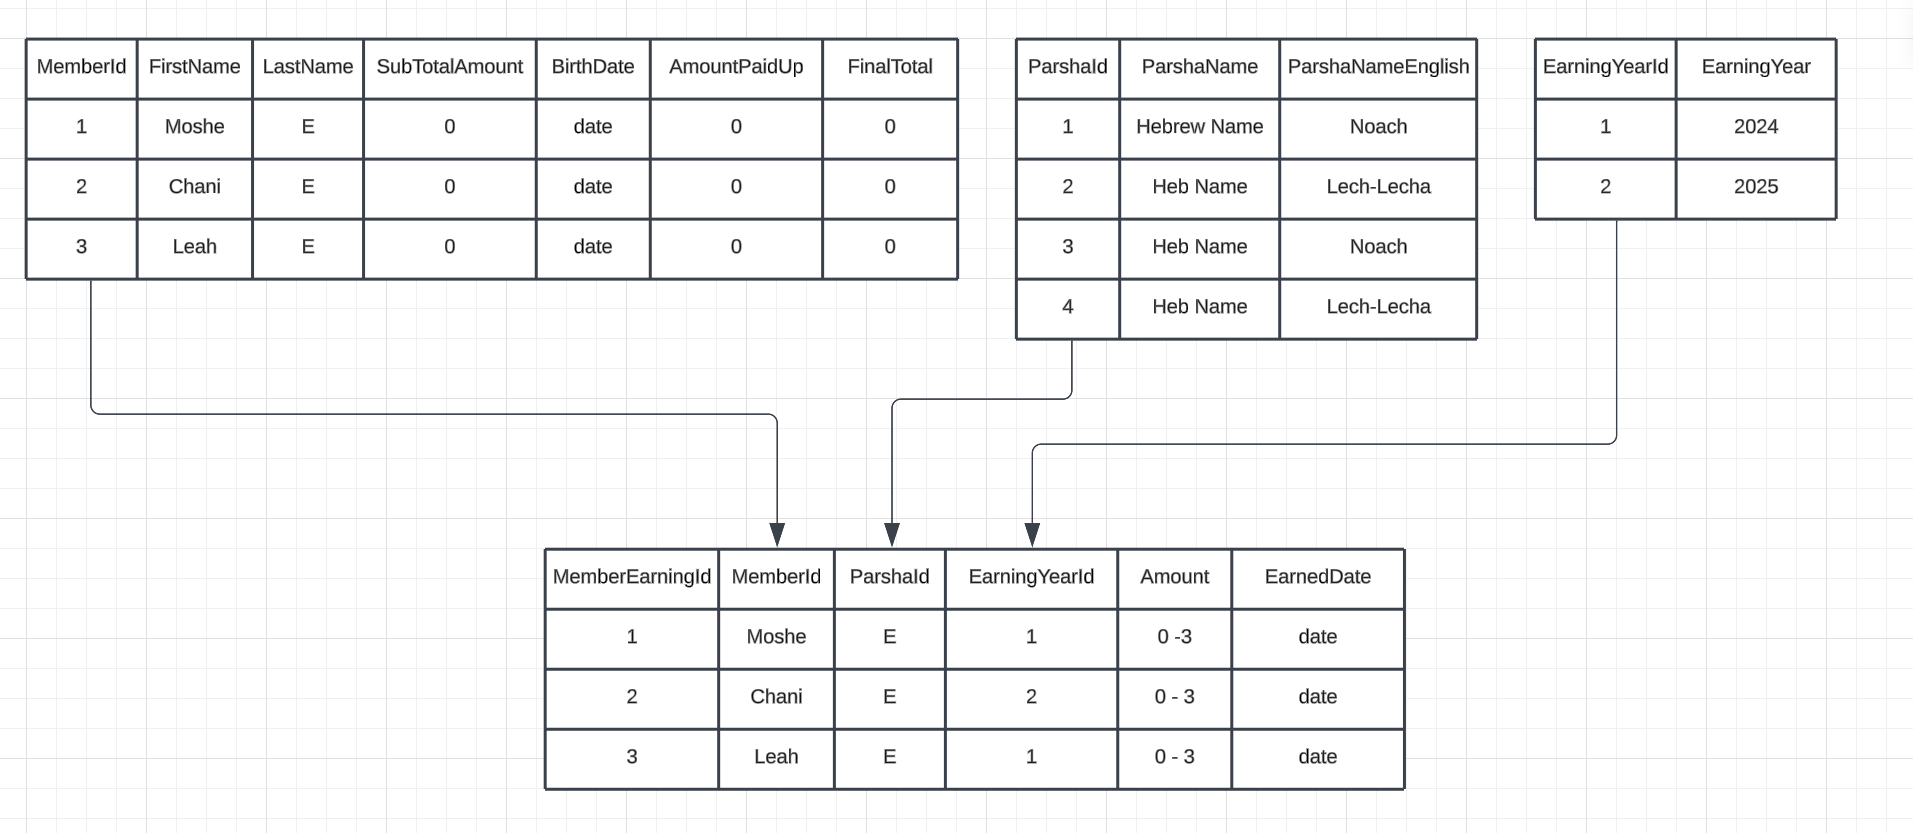 MemberId FirstName LastName SubTotalAmount BirthDate AmountPaidUp FinalTotal
1 Moshe E 0 date 0 0
2 Chani E 0 date 0 0
3 Leah E 0 date 0 0
ParshaId ParshaName ParshaNameEnglish
1 Hebrew Name Noach
2 Heb Name Lech-Lecha
3 Heb Name Noach
4 Heb Name Lech-Lecha
EarningYearId EarningYear
1 2024
2 2025
MemberEarningId MemberId ParshaId EarningYearId Amount EarnedDate
1 Moshe E 1 0 -3 date
2 Chani E 2 0 - 3 date
3 Leah E 1 0 - 3 date